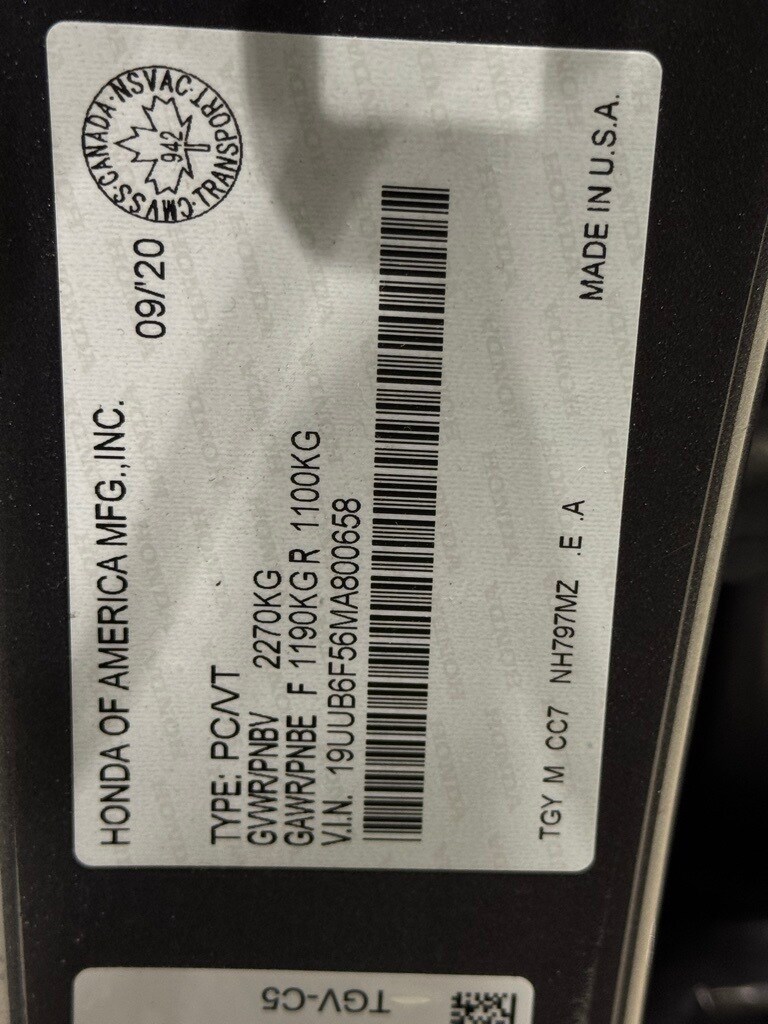 HONDA OF AMERICA MFG.,INC.
09/'20
CMVSS·CANADA·NSVAC·TRANSPORT·
942
TYPE: PC/VT
GVWR/PNBV 2270KG
GAWR/PNBE F 1190KG R 1100KG
V.I.N. 19UUB6F56MA800658
MADE IN U.S.A.
TGY M CC7 NH797MZ .E .A
TGV-C5